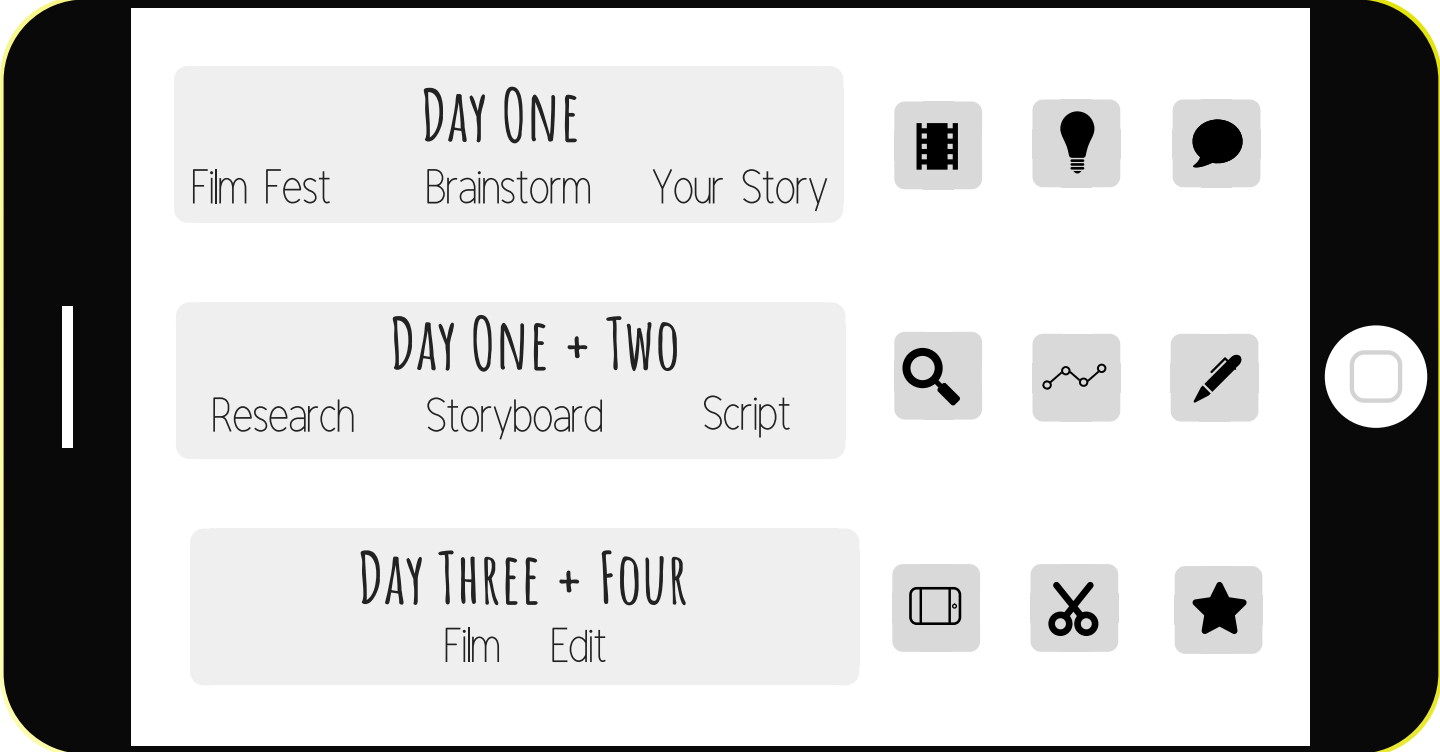 Day One
Film Fest Brainstorm Your Story
Day One + Two
Research Storyboard Script
Day Three + Four
Film Edit